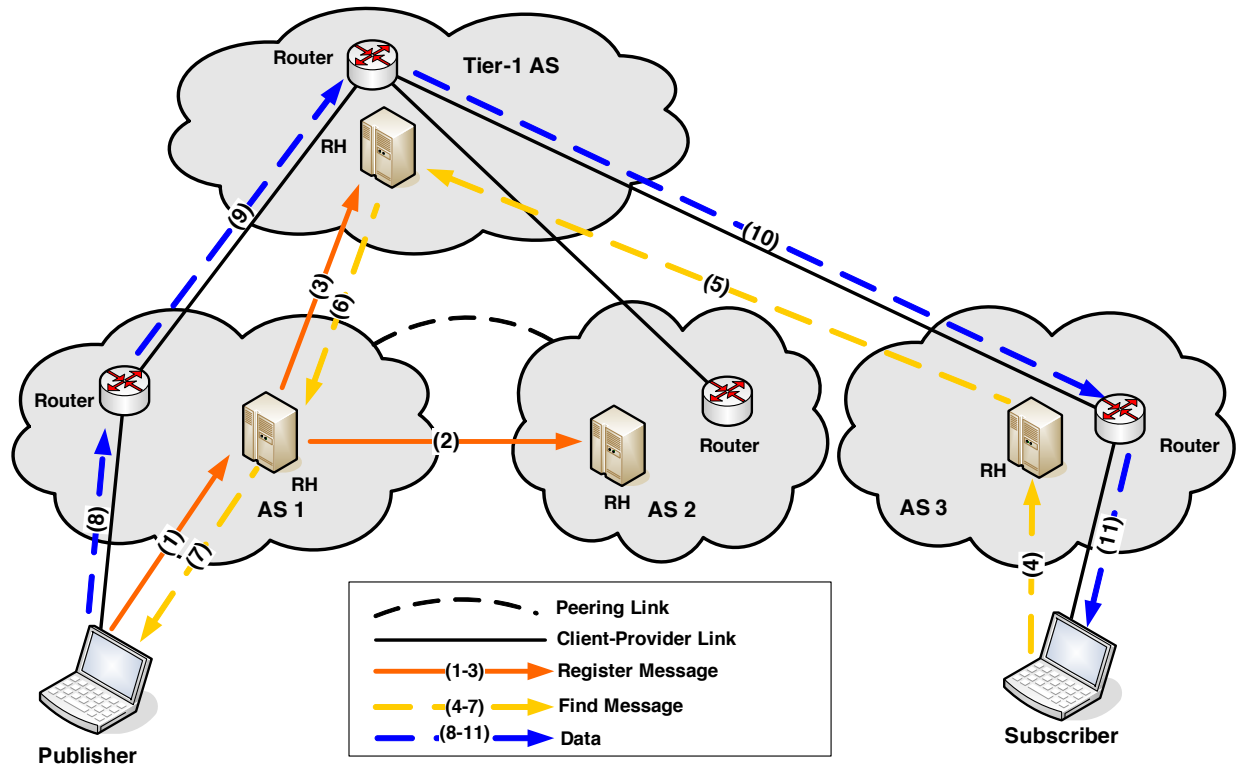 Router
Tier-1 AS
RH
(9)
(10)
(3)
(6)
(5)
Router
(2)
Router
Router
RH
RH
RH
AS 1
AS 2
AS 3
(8)
(1)
(7)
(4)
(11)
Peering Link
Client-Provider Link
(1-3) Register Message
(4-7) Find Message
(8-11) Data
Publisher
Subscriber